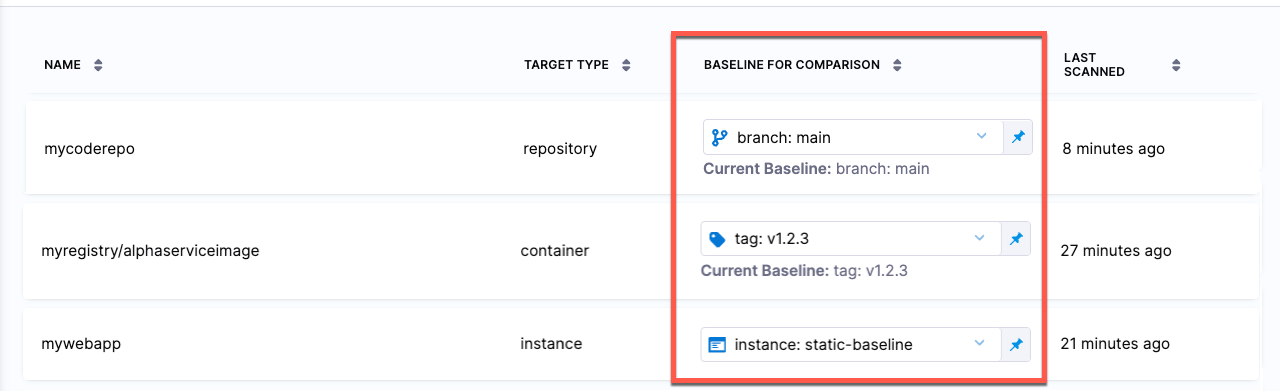 NAME TARGET TYPE BASELINE FOR COMPARISON LAST SCANNED
mycoderepo repository branch: main 8 minutes ago
Current Baseline: branch: main
myregistry/alphaserviceimage container tag: v1.2.3 27 minutes ago
Current Baseline: tag: v1.2.3
mywebapp instance instance: static-baseline 21 minutes ago